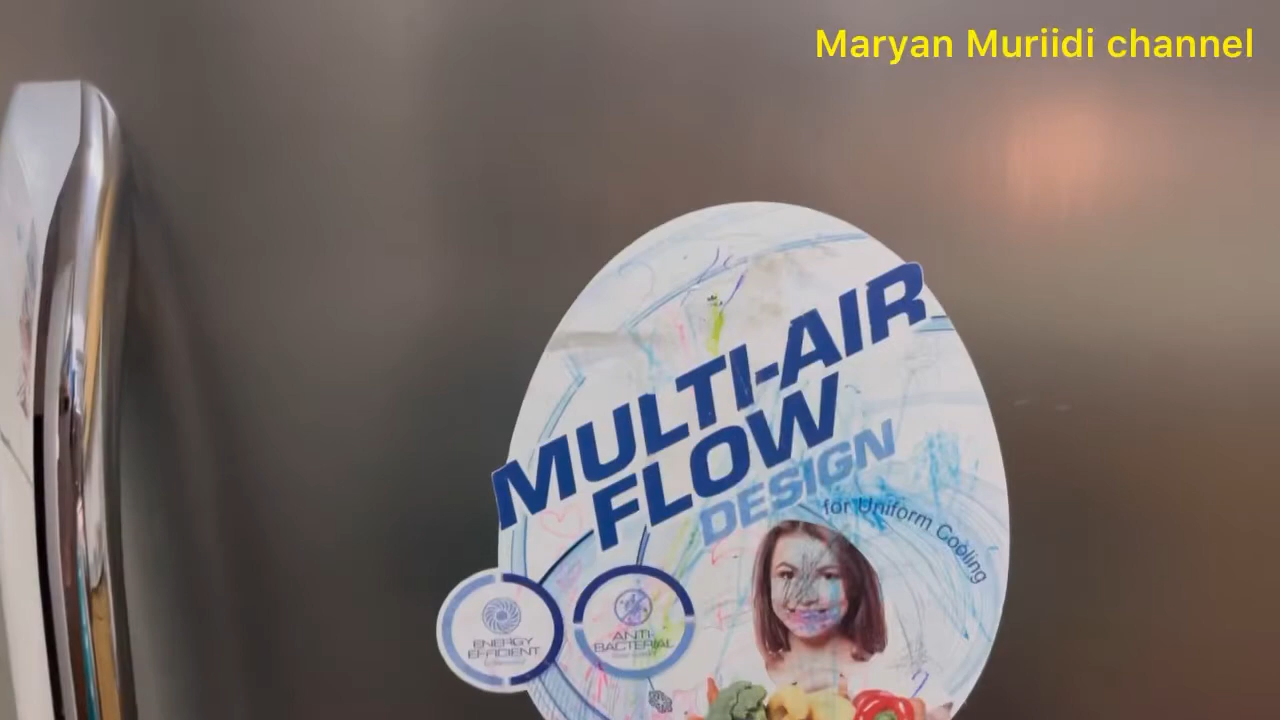 Maryan Muriidi channel
MULTI-AIR
FLOW
DESIGN
for Uniform Cooling
ENERGY
EFFICIENT
ANTI-
BACTERIAL